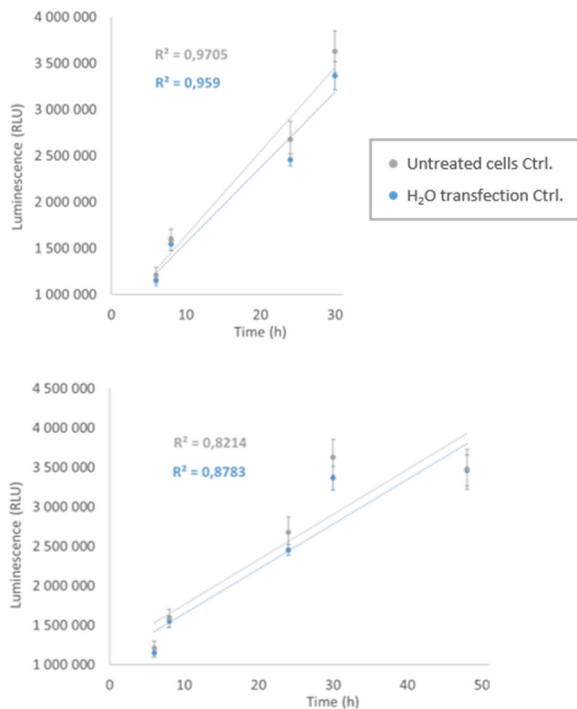 4 000 000
3 500 000
3 000 000
2 500 000
2 000 000
1 500 000
1 000 000
Luminescence (RLU)
R² = 0,9705
R² = 0,959
0
10
20
30
Time (h)
Untreated cells Ctrl.
H₂O transfection Ctrl.
4 500 000
4 000 000
3 500 000
3 000 000
2 500 000
2 000 000
1 500 000
1 000 000
Luminescence (RLU)
R² = 0,8214
R² = 0,8783
0
10
20
30
40
50
Time (h)